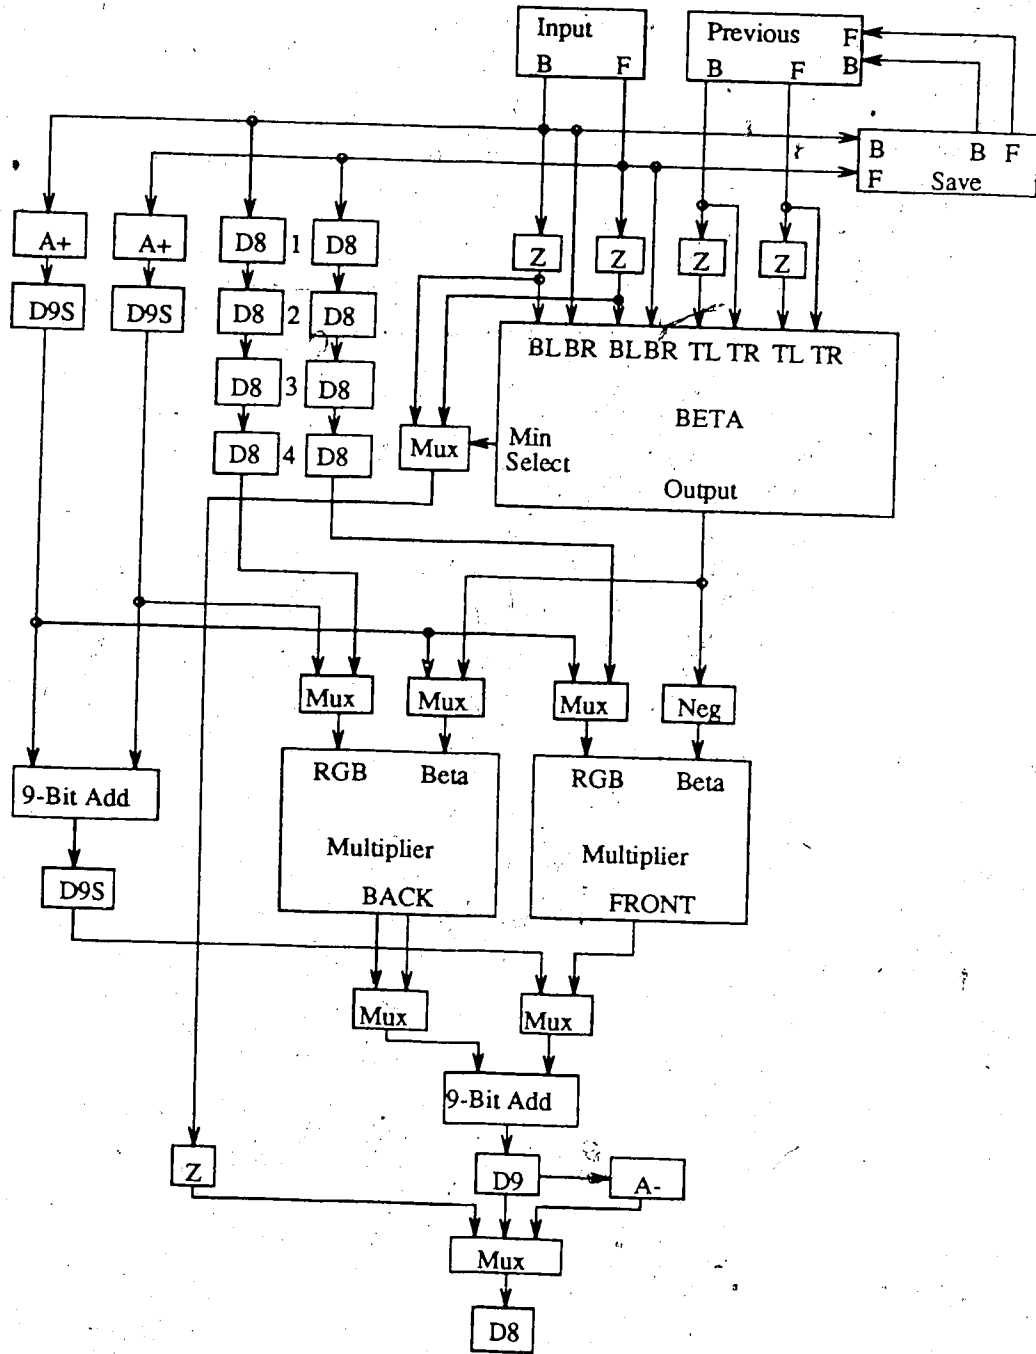 Input
Previous F
B F B F B
B B F
F Save
A+ A+ D8 1 D8 Z Z Z Z
D9S D9S D8 2 D8
BL BR BL BR TL TR TL TR
D8 3 D8
BETA
D8 4 D8 Mux Min
Select
Output
Mux Mux Mux Neg
RGB Beta RGB Beta
9-Bit Add
Multiplier Multiplier
D9S
BACK FRONT
Mux Mux
9-Bit Add
Z D9 A-
Mux
D8